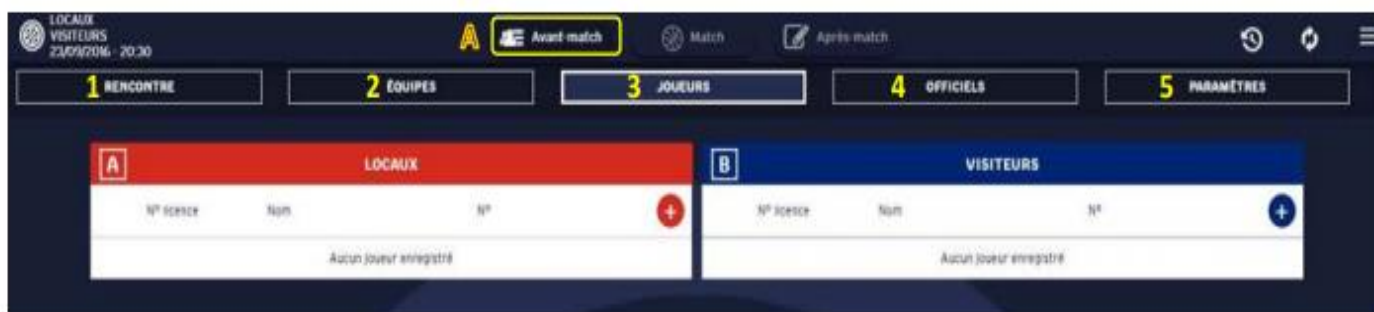 LOCAUX
VISITEURS
23/09/2016 - 20:30
A Avant-match Match Après-match
1 RENCONTRE 2 ÉQUIPES 3 JOUEURS 4 OFFICIELS 5 PARAMÈTRES
A LOCAUX B VISITEURS
N° licence Nom N° + N° licence Nom N° +
Aucun joueur enregistré Aucun joueur enregistré